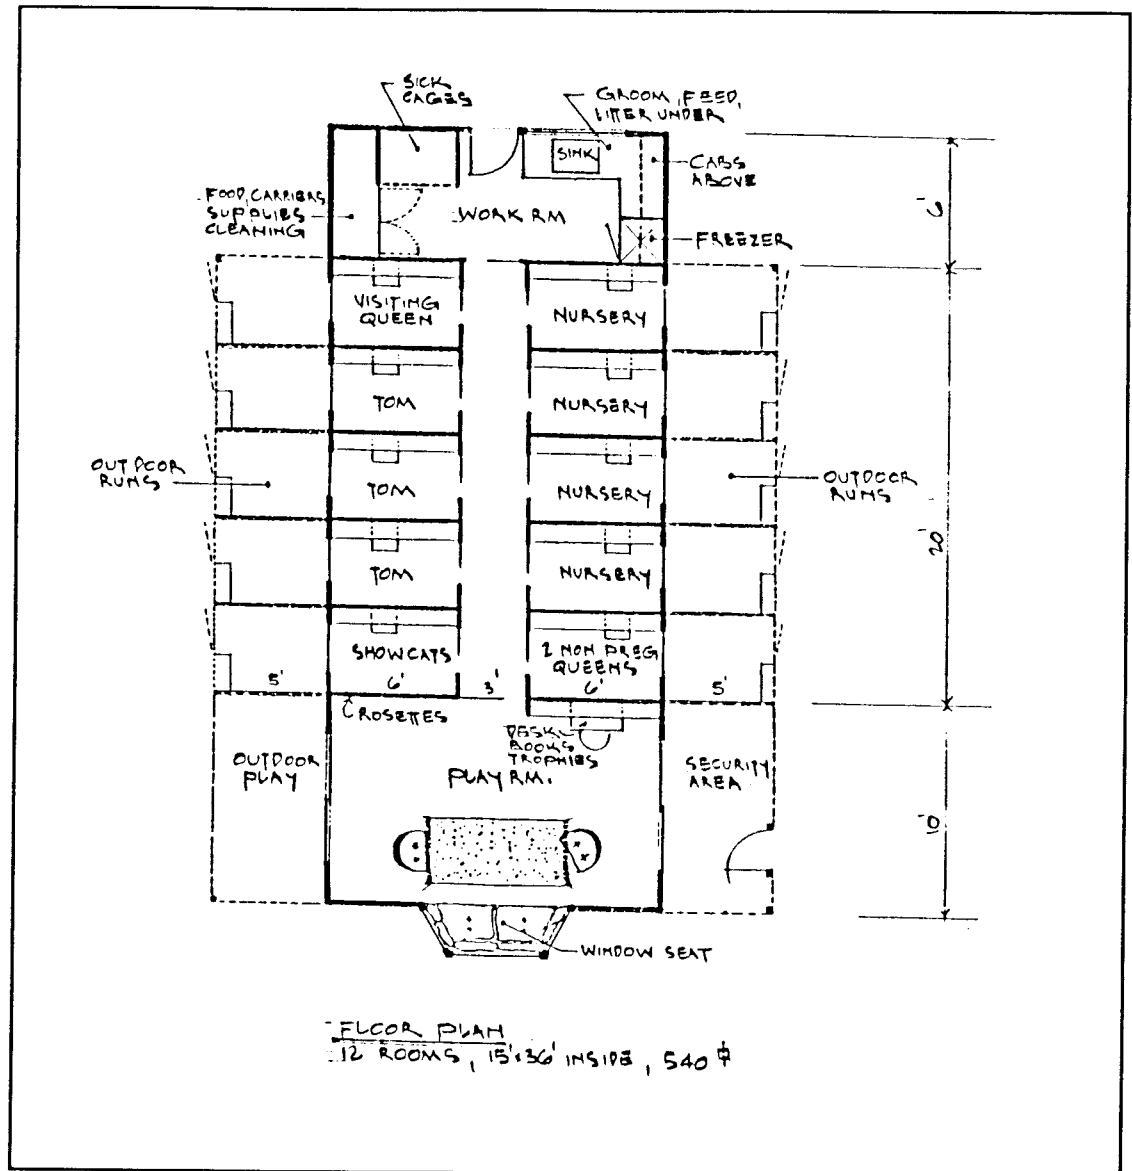 SICK
CAGES
GROOM, FEED,
LITTER UNDER
SINK
CABS
ABOVE
FOOD, CARRIERS
SUPPLIES
CLEANING
WORK RM
FREEZER
6'
VISITING
QUEEN
NURSERY
TOM
NURSERY
OUTDOOR
RUNS
TOM
NURSERY
OUTDOOR
RUNS
20'
TOM
NURSERY
SHOWCATS
2 NON PREG
QUEENS
5'
6'
3'
6'
5'
ROSETTES
DESK
BOOKS
TROPHIES
OUTDOOR
PLAY
PLAY RM.
SECURITY
AREA
10'
WINDOW SEAT
FLOOR PLAN
12 ROOMS, 15'x36' INSIDE, 540 ⏍